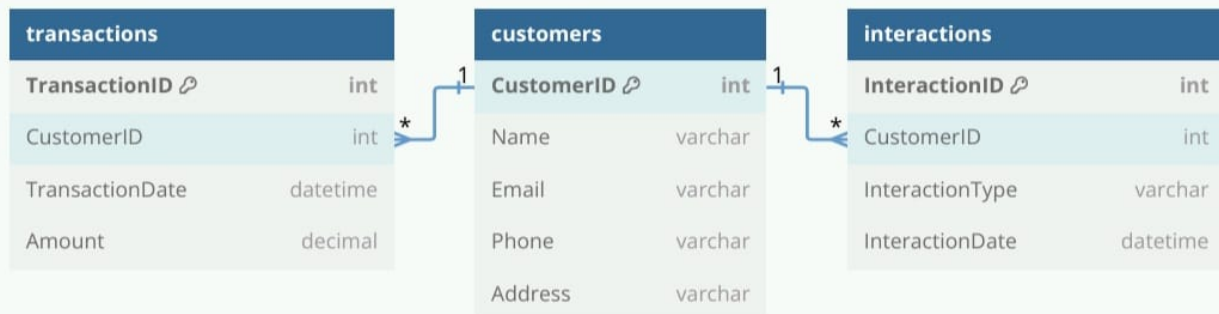 transactions
TransactionID int
CustomerID int
TransactionDate datetime
Amount decimal
1
*
customers
CustomerID int
Name varchar
Email varchar
Phone varchar
Address varchar
1
*
interactions
InteractionID int
CustomerID int
InteractionType varchar
InteractionDate datetime